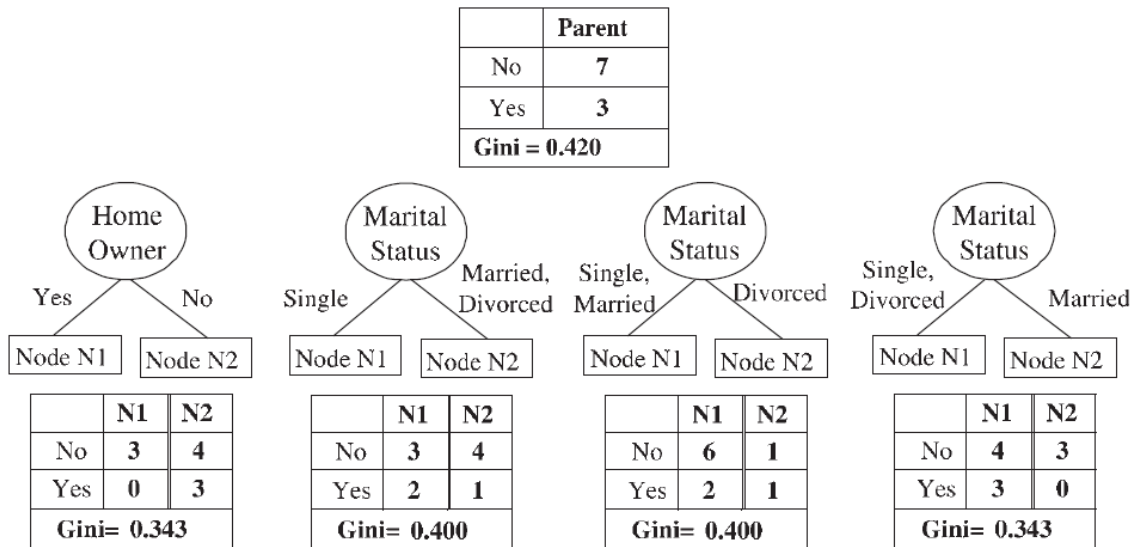 Parent
No 7
Yes 3
Gini = 0.420
Home
Owner
Yes
No
Node N1
Node N2
N1 N2
No 3 4
Yes 0 3
Gini= 0.343
Marital
Status
Single
Married,
Divorced
Node N1
Node N2
N1 N2
No 3 4
Yes 2 1
Gini= 0.400
Marital
Status
Single,
Married
Divorced
Node N1
Node N2
N1 N2
No 6 1
Yes 2 1
Gini= 0.400
Marital
Status
Single,
Divorced
Married
Node N1
Node N2
N1 N2
No 4 3
Yes 3 0
Gini= 0.343